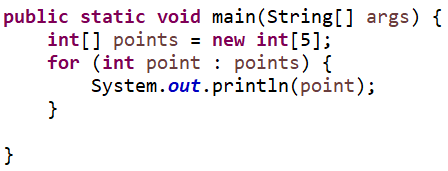 public static void main(String[] args) {
    int[] points = new int[5];
    for (int point : points) {
        System.out.println(point);
    }

}